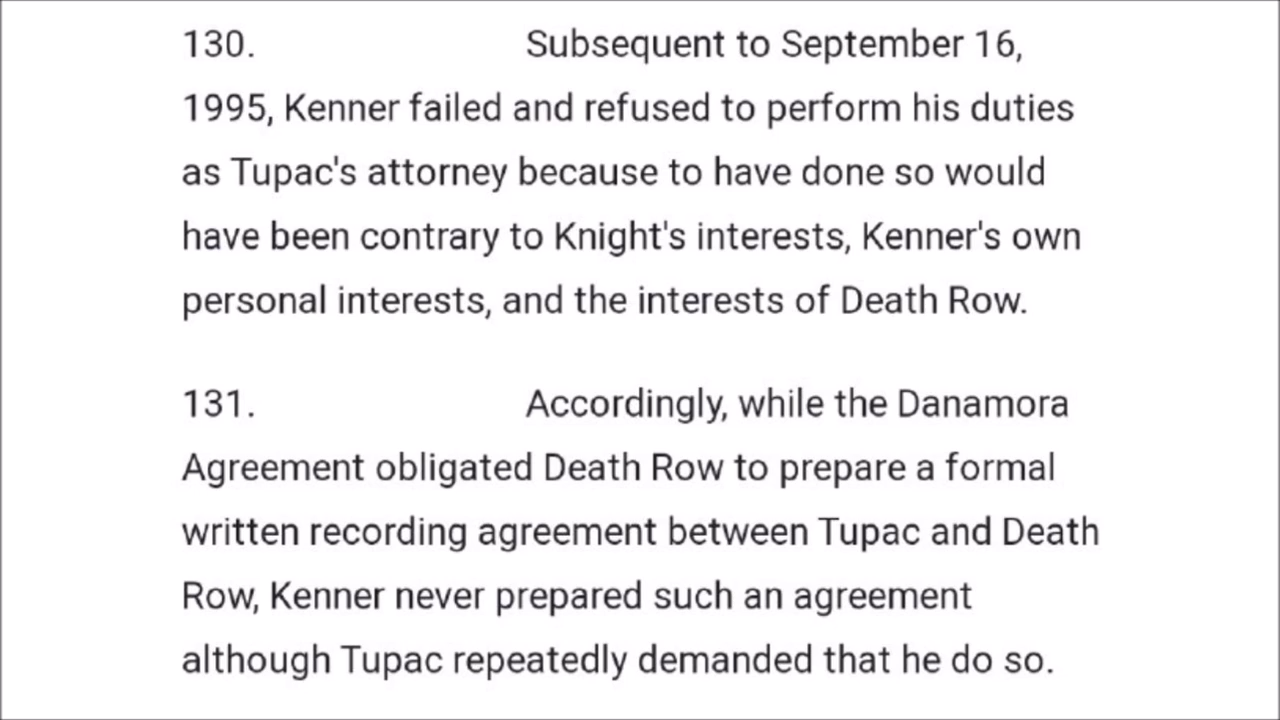 130. Subsequent to September 16,
1995, Kenner failed and refused to perform his duties
as Tupac's attorney because to have done so would
have been contrary to Knight's interests, Kenner's own
personal interests, and the interests of Death Row.
131. Accordingly, while the Danamora
Agreement obligated Death Row to prepare a formal
written recording agreement between Tupac and Death
Row, Kenner never prepared such an agreement
although Tupac repeatedly demanded that he do so.